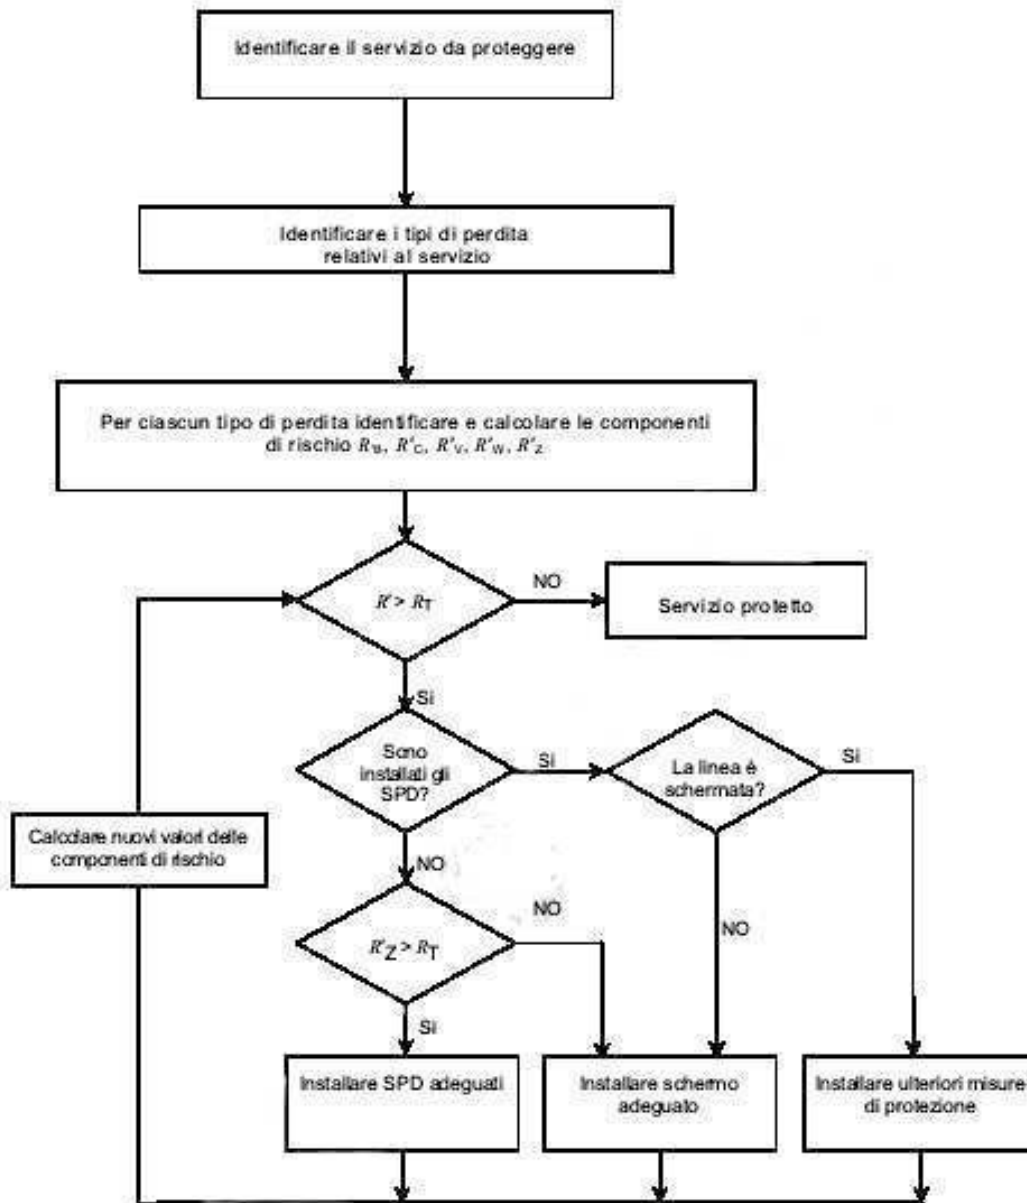 Identificare il servizio da proteggere
Identificare i tipi di perdita
relativi al servizio
Per ciascun tipo di perdita identificare e calcolare le componenti
di rischio R'B, R'C, R'V, R'W, R'Z
R' > RT
NO
Servizio protetto
Si
Sono
installati gli
SPD?
Si
La linea è
schermata?
Si
Calcolare nuovi valori delle
componenti di rischio
NO
NO
NO
R'Z > RT
Si
Installare SPD adeguati
Installare schermo
adeguato
Installare ulteriori misure
di protezione